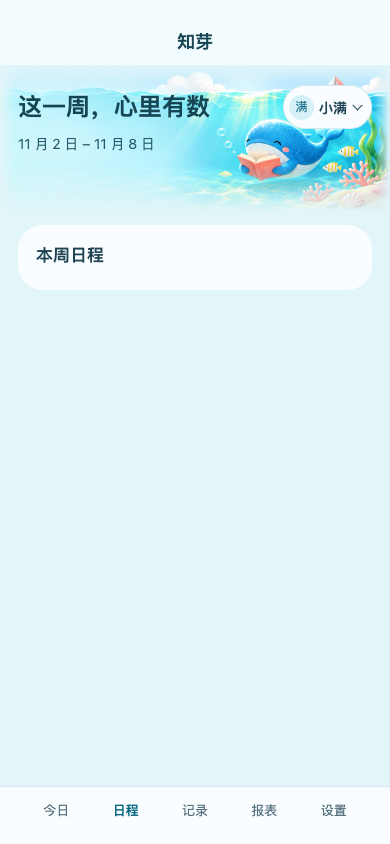 知芽
这一周，心里有数
满 小满
11 月 2 日 – 11 月 8 日
本周日程
今日 日程 记录 报表 设置